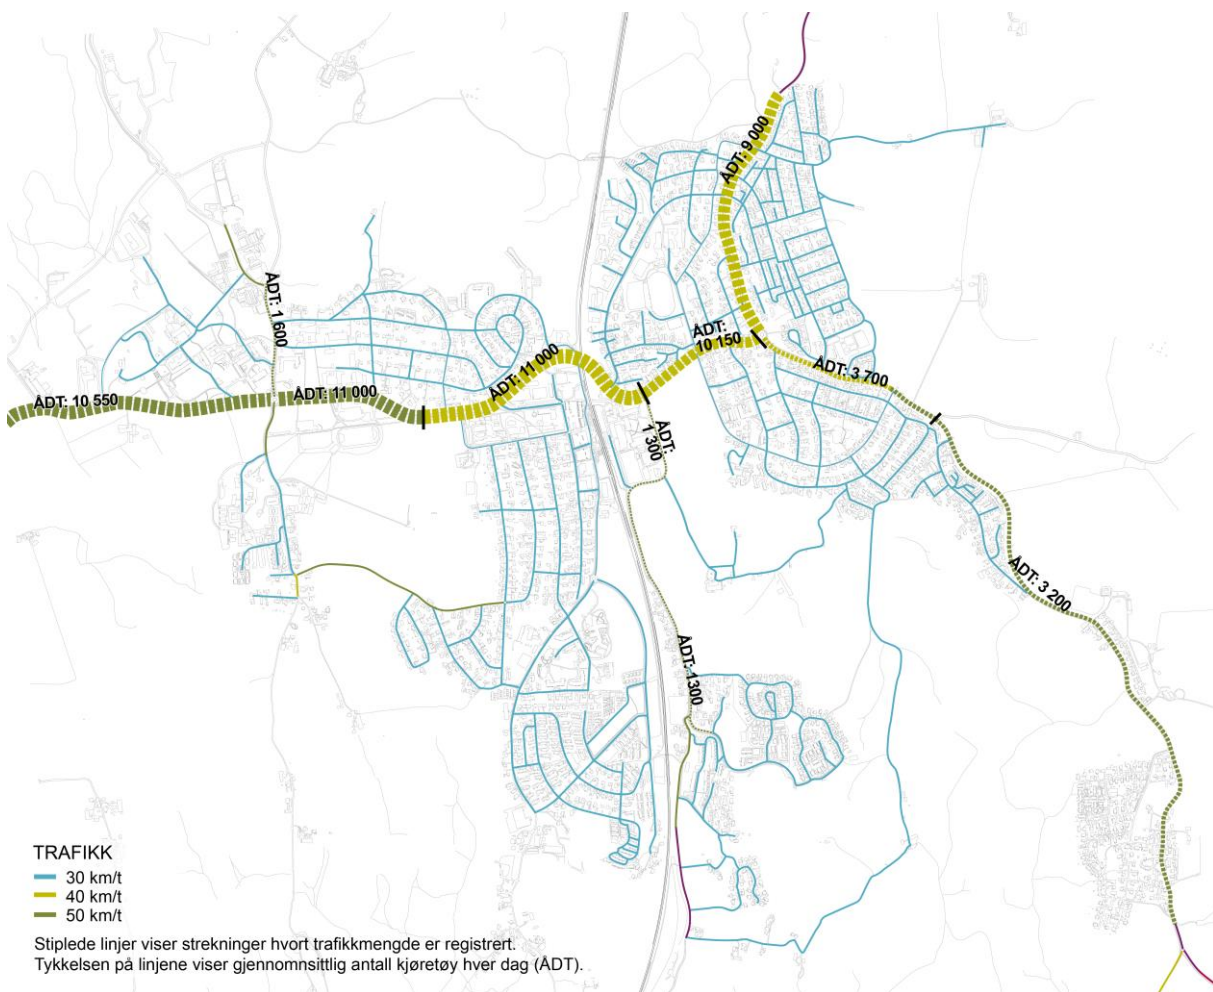 ÅDT: 9 000
ÅDT: 1 600
ÅDT:
10 150
ÅDT: 11 000
ÅDT: 3 700
ÅDT: 10 550
ÅDT: 11 000
ÅDT:
1 300
ÅDT: 3 200
ÅDT: 1300
TRAFIKK
30 km/t
40 km/t
50 km/t
Stiplede linjer viser strekninger hvort trafikkmengde er registrert.
Tykkelsen på linjene viser gjennomnsittlig antall kjøretøy hver dag (ÅDT).